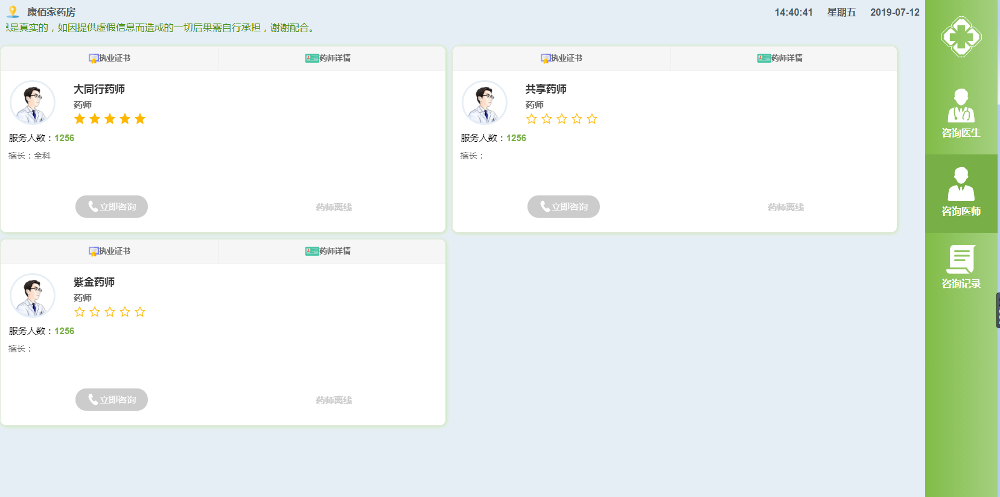 康佰家药房
14:40:41 星期五 2019-07-12
息是真实的，如因提供虚假信息而造成的一切后果需自行承担，谢谢配合。
执业证书 药师详情
大同行药师
药师
服务人数：1256
擅长：全科
立即咨询 药师离线
执业证书 药师详情
共享药师
药师
服务人数：1256
擅长：
立即咨询 药师离线
执业证书 药师详情
紫金药师
药师
服务人数：1256
擅长：
立即咨询 药师离线
咨询医生
咨询医师
咨询记录